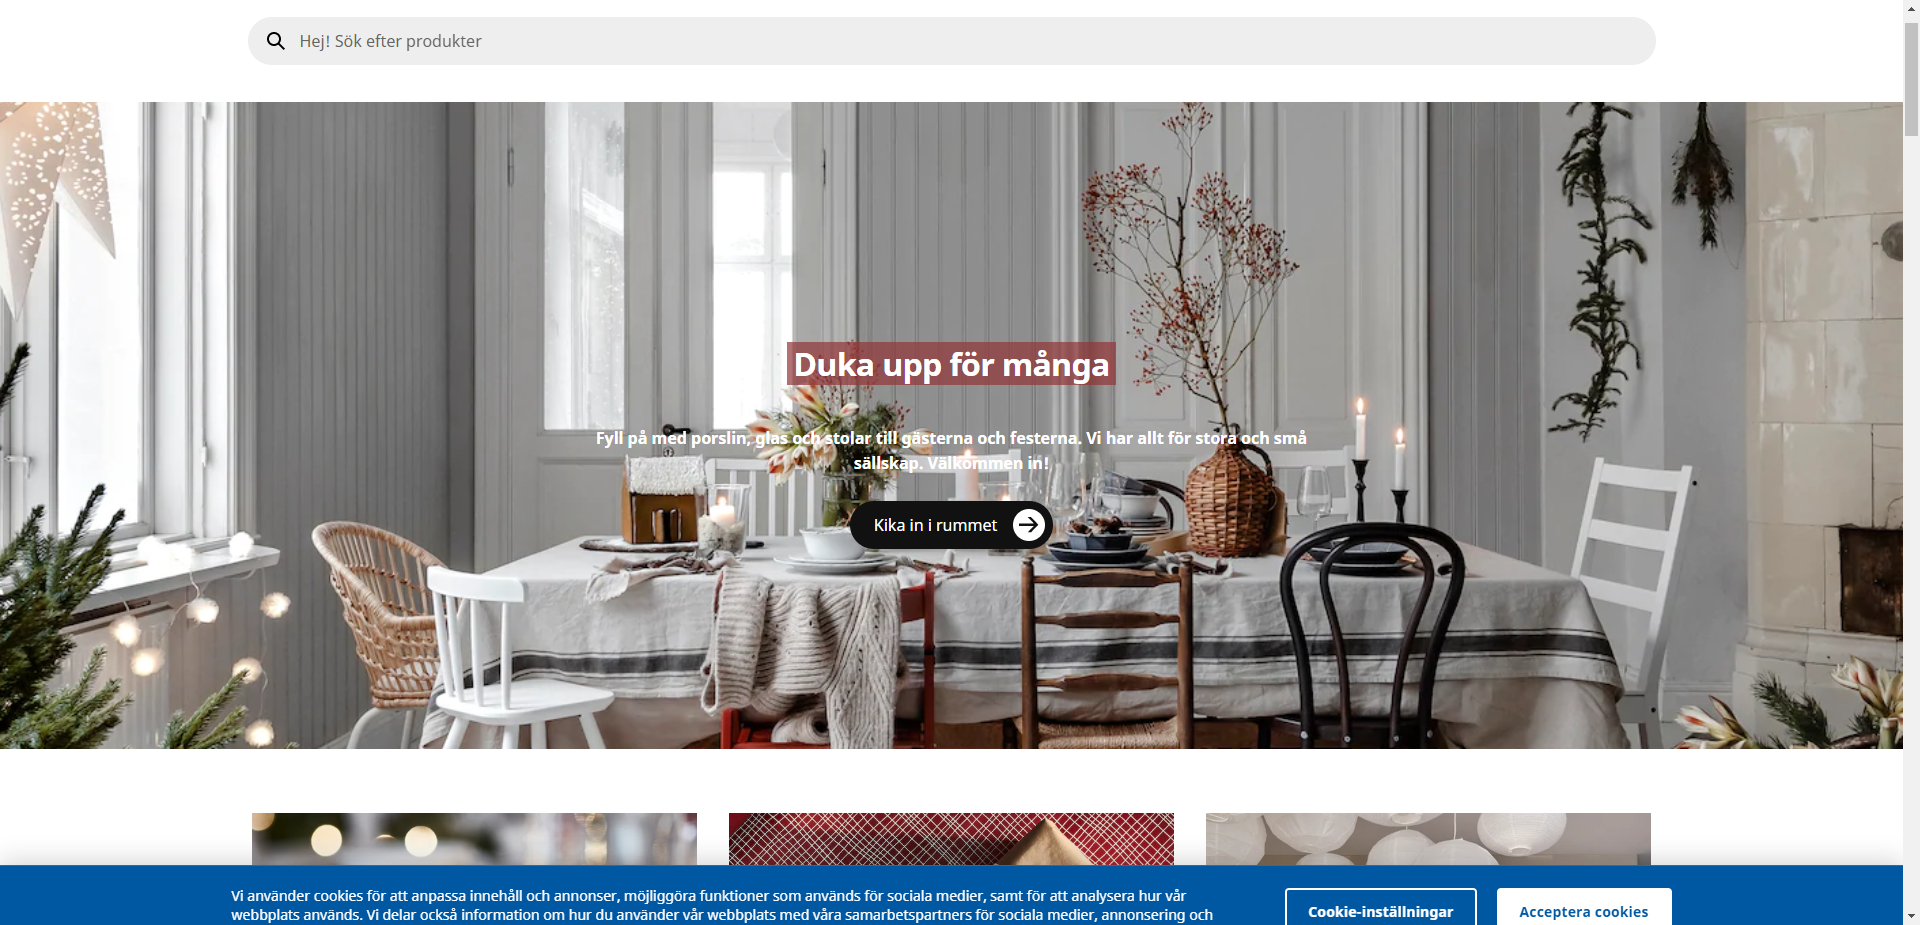 Hej! Sök efter produkter
Duka upp för många
Fyll på med porslin, glas och stolar till gästerna och festerna. Vi har allt för stora och små
sällskap. Välkommen in!
Kika in i rummet
Vi använder cookies för att anpassa innehåll och annonser, möjliggöra funktioner som används för sociala medier, samt för att analysera hur vår
webbplats används. Vi delar också information om hur du använder vår webbplats med våra samarbetspartners för sociala medier, annonsering och
Cookie-inställningar
Acceptera cookies